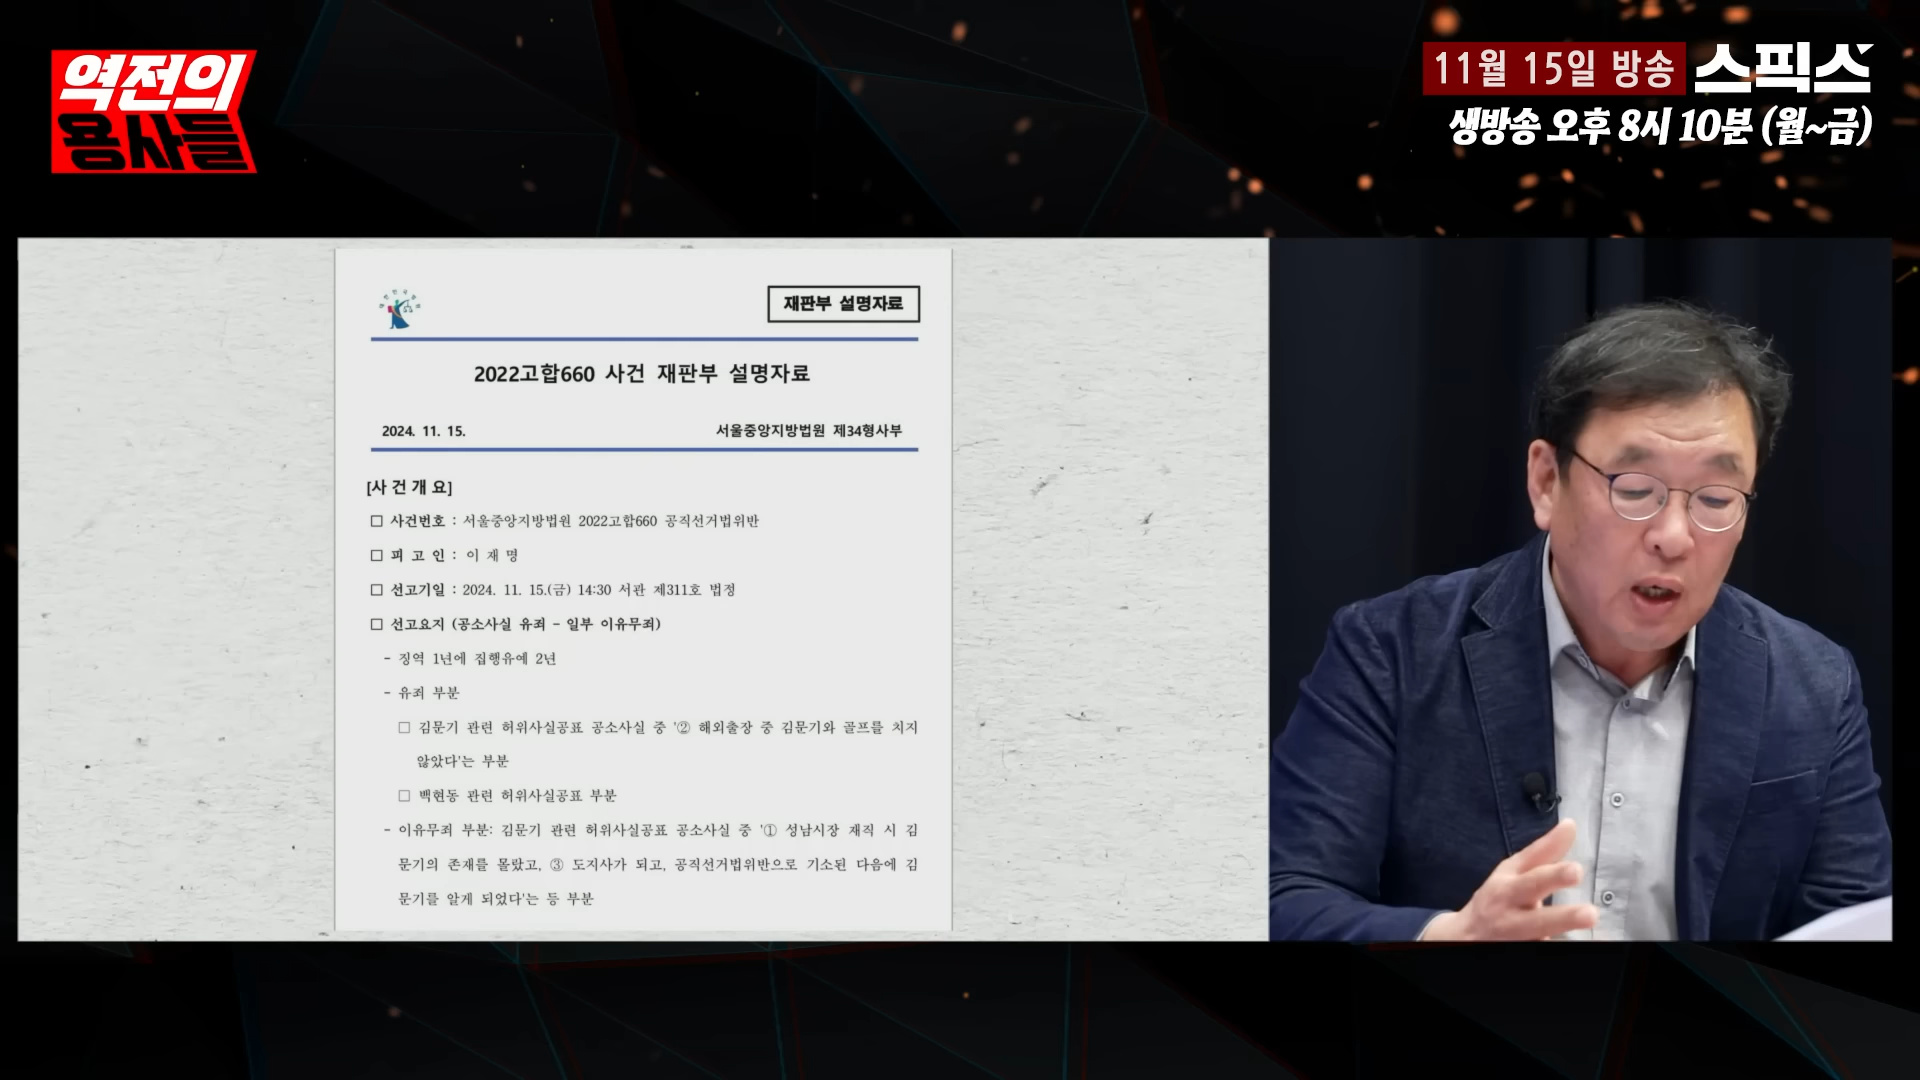 역전의
용사들
11월 15일 방송 스픽스
생방송 오후 8시 10분 (월~금)
재판부 설명자료
2022고합660 사건 재판부 설명자료
2024. 11. 15.
서울중앙지방법원 제34형사부
[사 건 개 요]
□ 사건번호 : 서울중앙지방법원 2022고합660 공직선거법위반
□ 피 고 인 : 이 재 명
□ 선고기일 : 2024. 11. 15.(금) 14:30 서관 제311호 법정
□ 선고요지 (공소사실 유죄 - 일부 이유무죄)
- 징역 1년에 집행유예 2년
- 유죄 부분
□ 김문기 관련 허위사실공표 공소사실 중 '② 해외출장 중 김문기와 골프를 치지
않았다'는 부분
□ 백현동 관련 허위사실공표 부분
- 이유무죄 부분: 김문기 관련 허위사실공표 공소사실 중 '① 성남시장 재직 시 김
문기의 존재를 몰랐고, ③ 도지사가 되고, 공직선거법위반으로 기소된 다음에 김
문기를 알게 되었다'는 등 부분